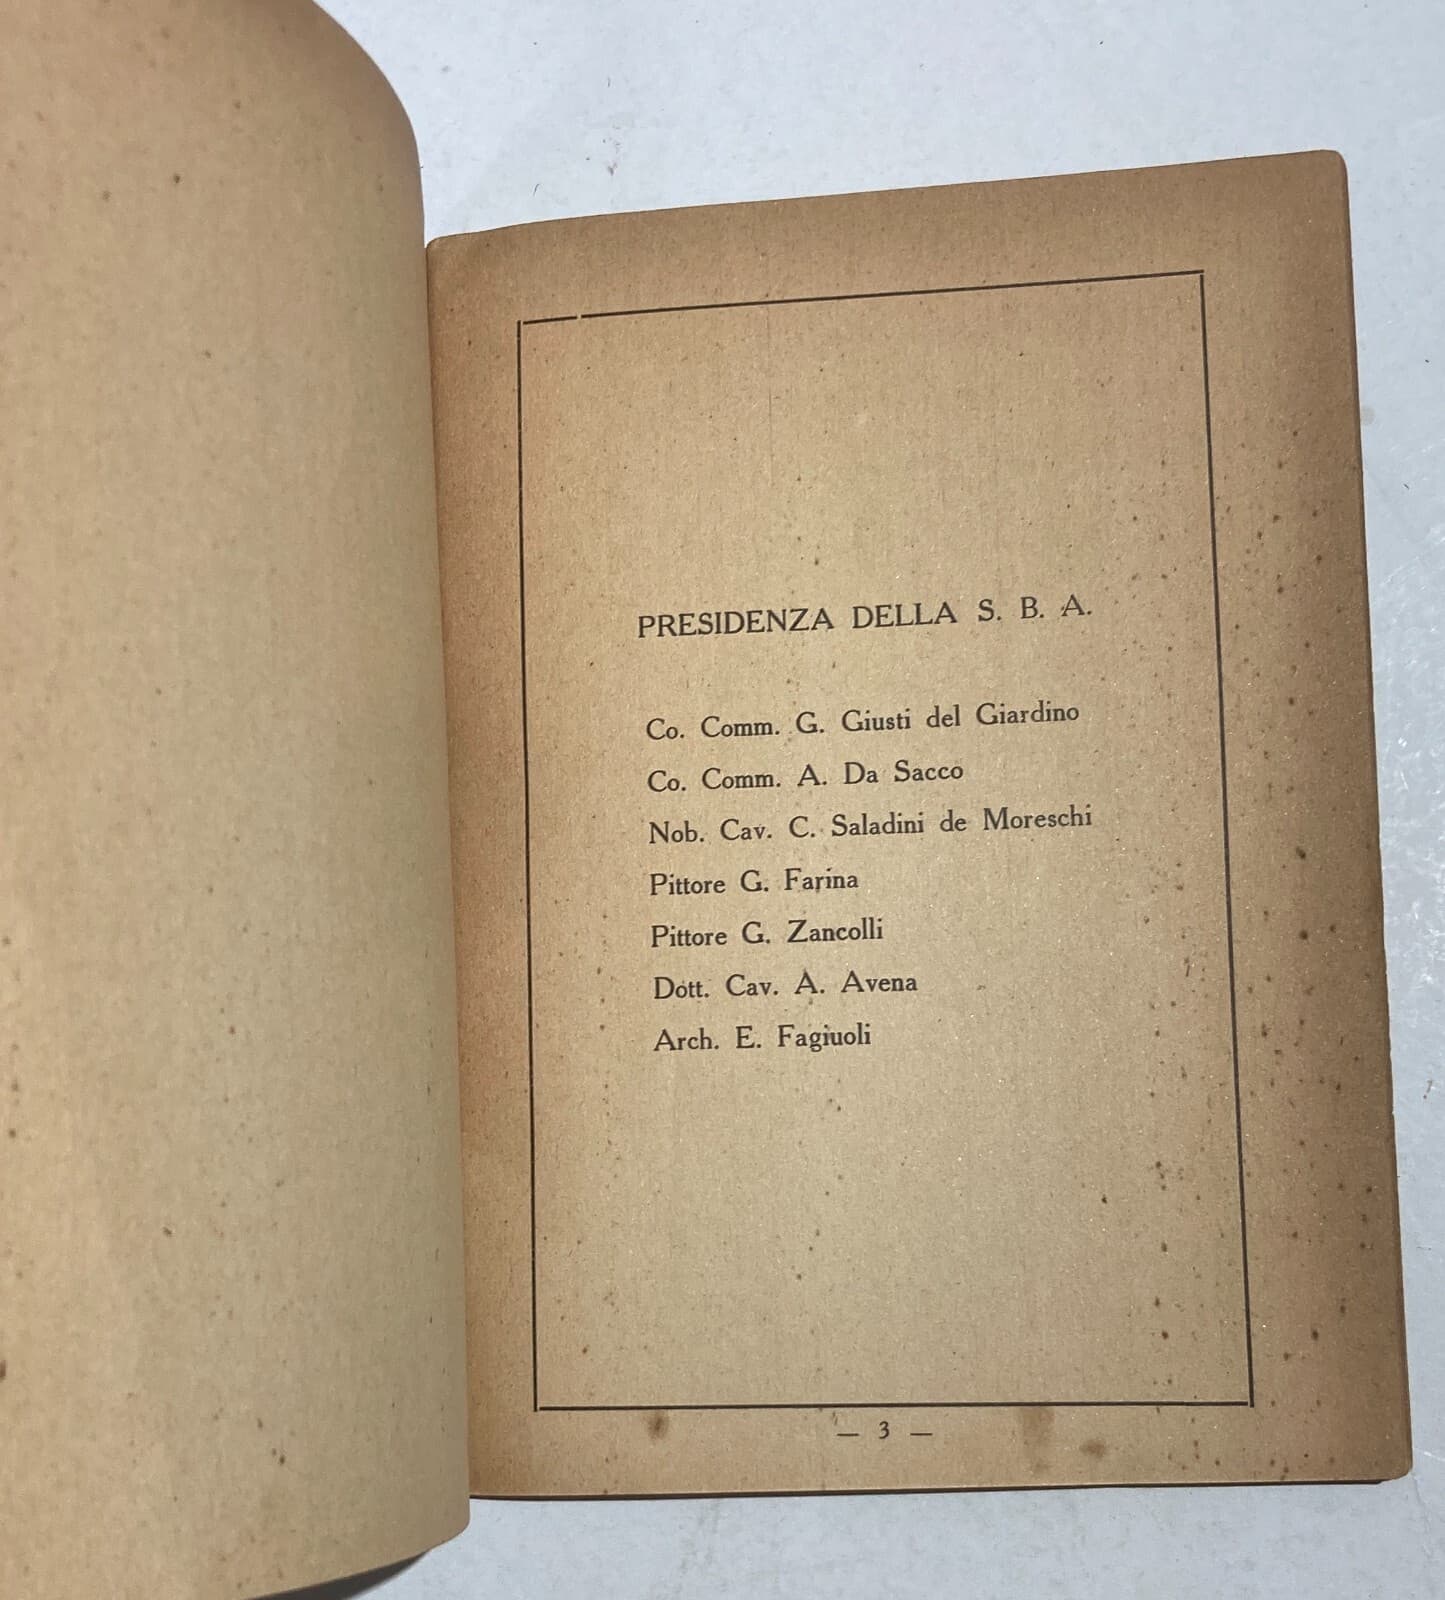 PRESIDENZA DELLA S. B. A.
Co. Comm. G. Giusti del Giardino
Co. Comm. A. Da Sacco
Nob. Cav. C. Saladini de Moreschi
Pittore G. Farina
Pittore G. Zancolli
Dott. Cav. A. Avena
Arch. E. Fagiuoli
— 3 —